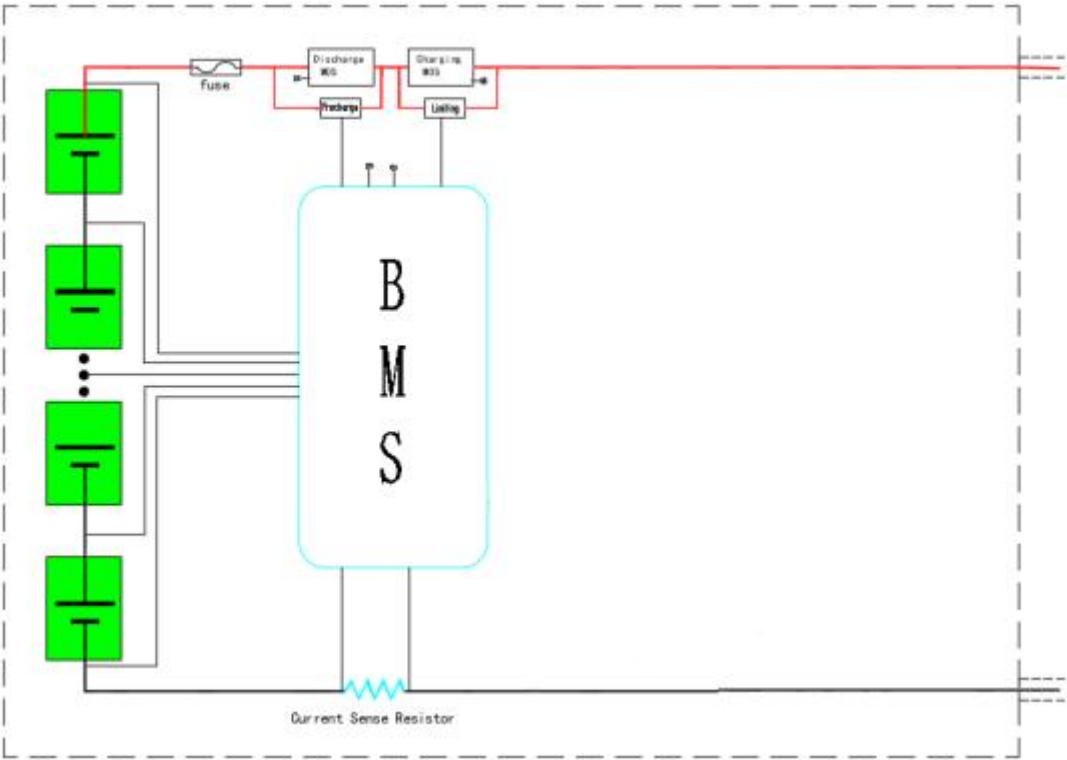 Discharge
MOS
Charging
MOS
fuse
Precharge
Limiting
B
M
S
Current Sense Resistor